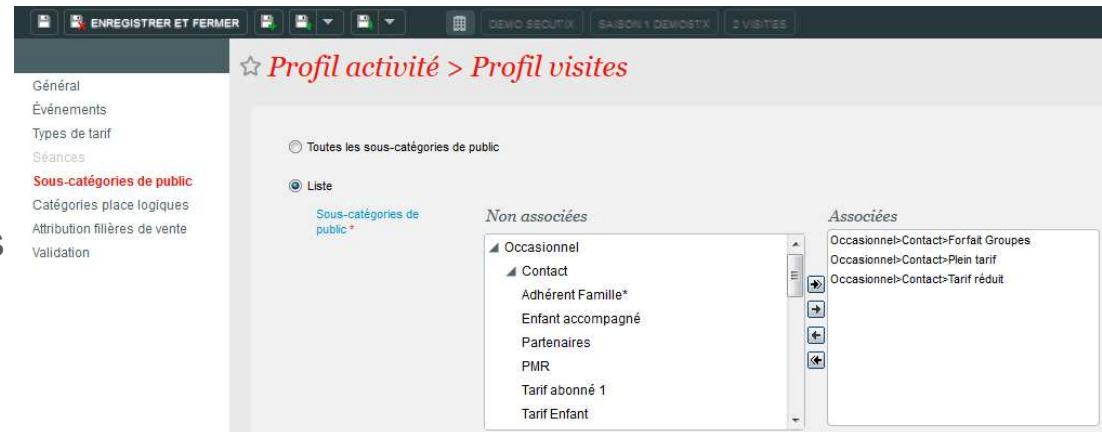 ENREGISTRER ET FERMER
DEMO SECUTIX
SAISON 1 DEMOSTX
2 VISITES
Profil activité > Profil visites
Général
Événements
Types de tarif
Séances
Sous-catégories de public
Catégories place logiques
Attribution filières de vente
Validation
s
Toutes les sous-catégories de public
Liste
Sous-catégories de
public *
Non associées
Occasionnel
Contact
Adhérent Famille*
Enfant accompagné
Partenaires
PMR
Tarif abonné 1
Tarif Enfant
Associées
Occasionnel>Contact>Forfait Groupes
Occasionnel>Contact>Plein tarif
Occasionnel>Contact>Tarif réduit